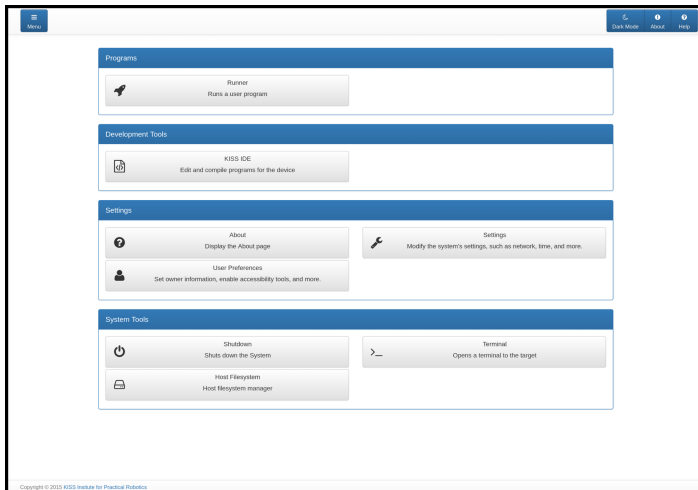 Menu
Dark Mode
About
Help
Programs
Runner
Runs a user program
Development Tools
KISS IDE
Edit and compile programs for the device
Settings
About
Display the About page
Settings
Modify the system's settings, such as network, time, and more.
User Preferences
Set owner information, enable accessibility tools, and more.
System Tools
Shutdown
Shuts down the System
Terminal
Opens a terminal to the target
Host Filesystem
Host filesystem manager
Copyright © 2015 KISS Insitute for Practical Robotics